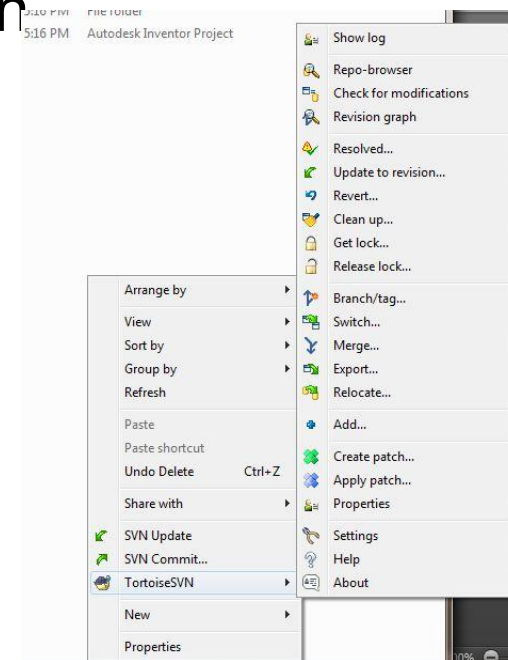 n
5:16 PM File folder
5:16 PM Autodesk Inventor Project
Show log
Repo-browser
Check for modifications
Revision graph
Resolved...
Update to revision...
Revert...
Clean up...
Get lock...
Release lock...
Branch/tag...
Switch...
Merge...
Export...
Relocate...
Add...
Create patch...
Apply patch...
Properties
Settings
Help
About
Arrange by
View
Sort by
Group by
Refresh
Paste
Paste shortcut
Undo Delete Ctrl+Z
Share with
SVN Update
SVN Commit...
TortoiseSVN
New
Properties